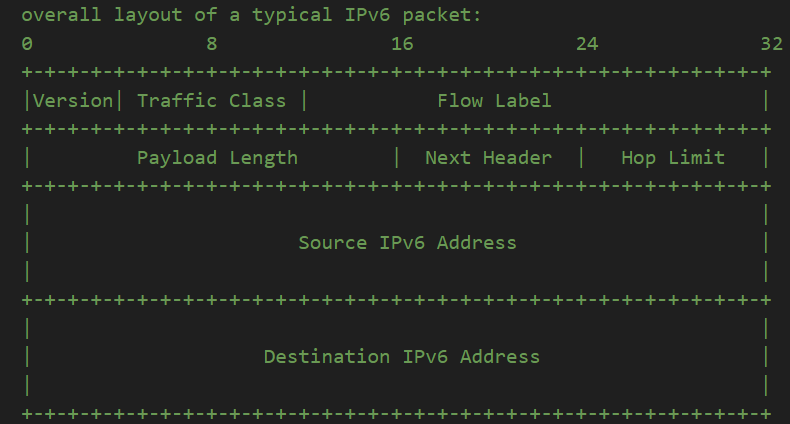 overall layout of a typical IPv6 packet:
0               8               16              24              32
+-+-+-+-+-+-+-+-+-+-+-+-+-+-+-+-+-+-+-+-+-+-+-+-+-+-+-+-+-+-+-+-+
|Version| Traffic Class |           Flow Label                  |
+-+-+-+-+-+-+-+-+-+-+-+-+-+-+-+-+-+-+-+-+-+-+-+-+-+-+-+-+-+-+-+-+
|         Payload Length        |  Next Header  |   Hop Limit   |
+-+-+-+-+-+-+-+-+-+-+-+-+-+-+-+-+-+-+-+-+-+-+-+-+-+-+-+-+-+-+-+-+
|                                                               |
|                       Source IPv6 Address                     |
|                                                               |
+-+-+-+-+-+-+-+-+-+-+-+-+-+-+-+-+-+-+-+-+-+-+-+-+-+-+-+-+-+-+-+-+
|                                                               |
|                    Destination IPv6 Address                   |
|                                                               |
+-+-+-+-+-+-+-+-+-+-+-+-+-+-+-+-+-+-+-+-+-+-+-+-+-+-+-+-+-+-+-+-+